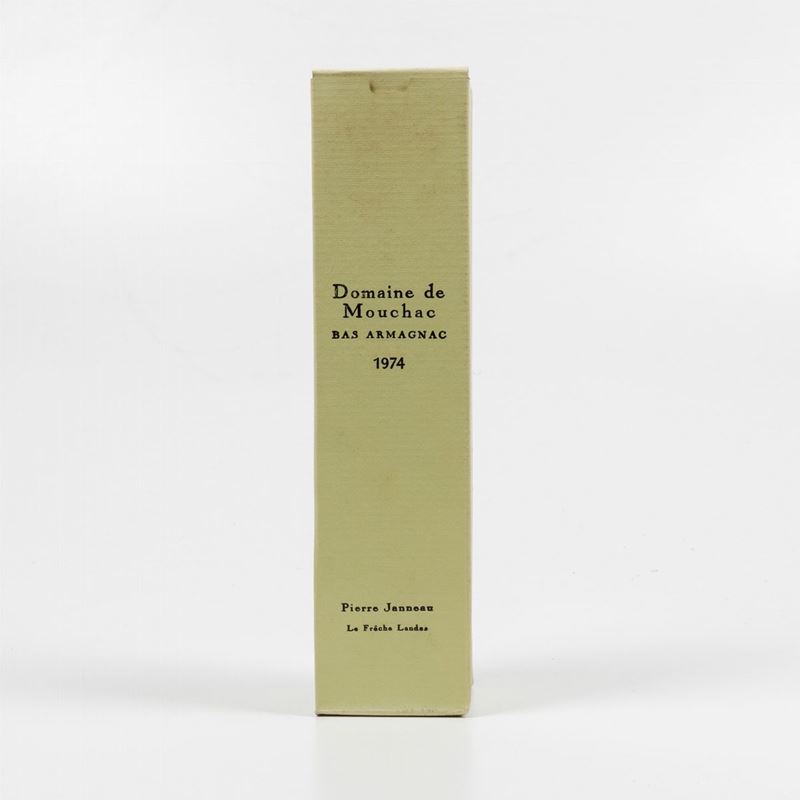 Domaine de
Mouchac
BAS ARMAGNAC
1974
Pierre Janneau
Le Frêche Landes